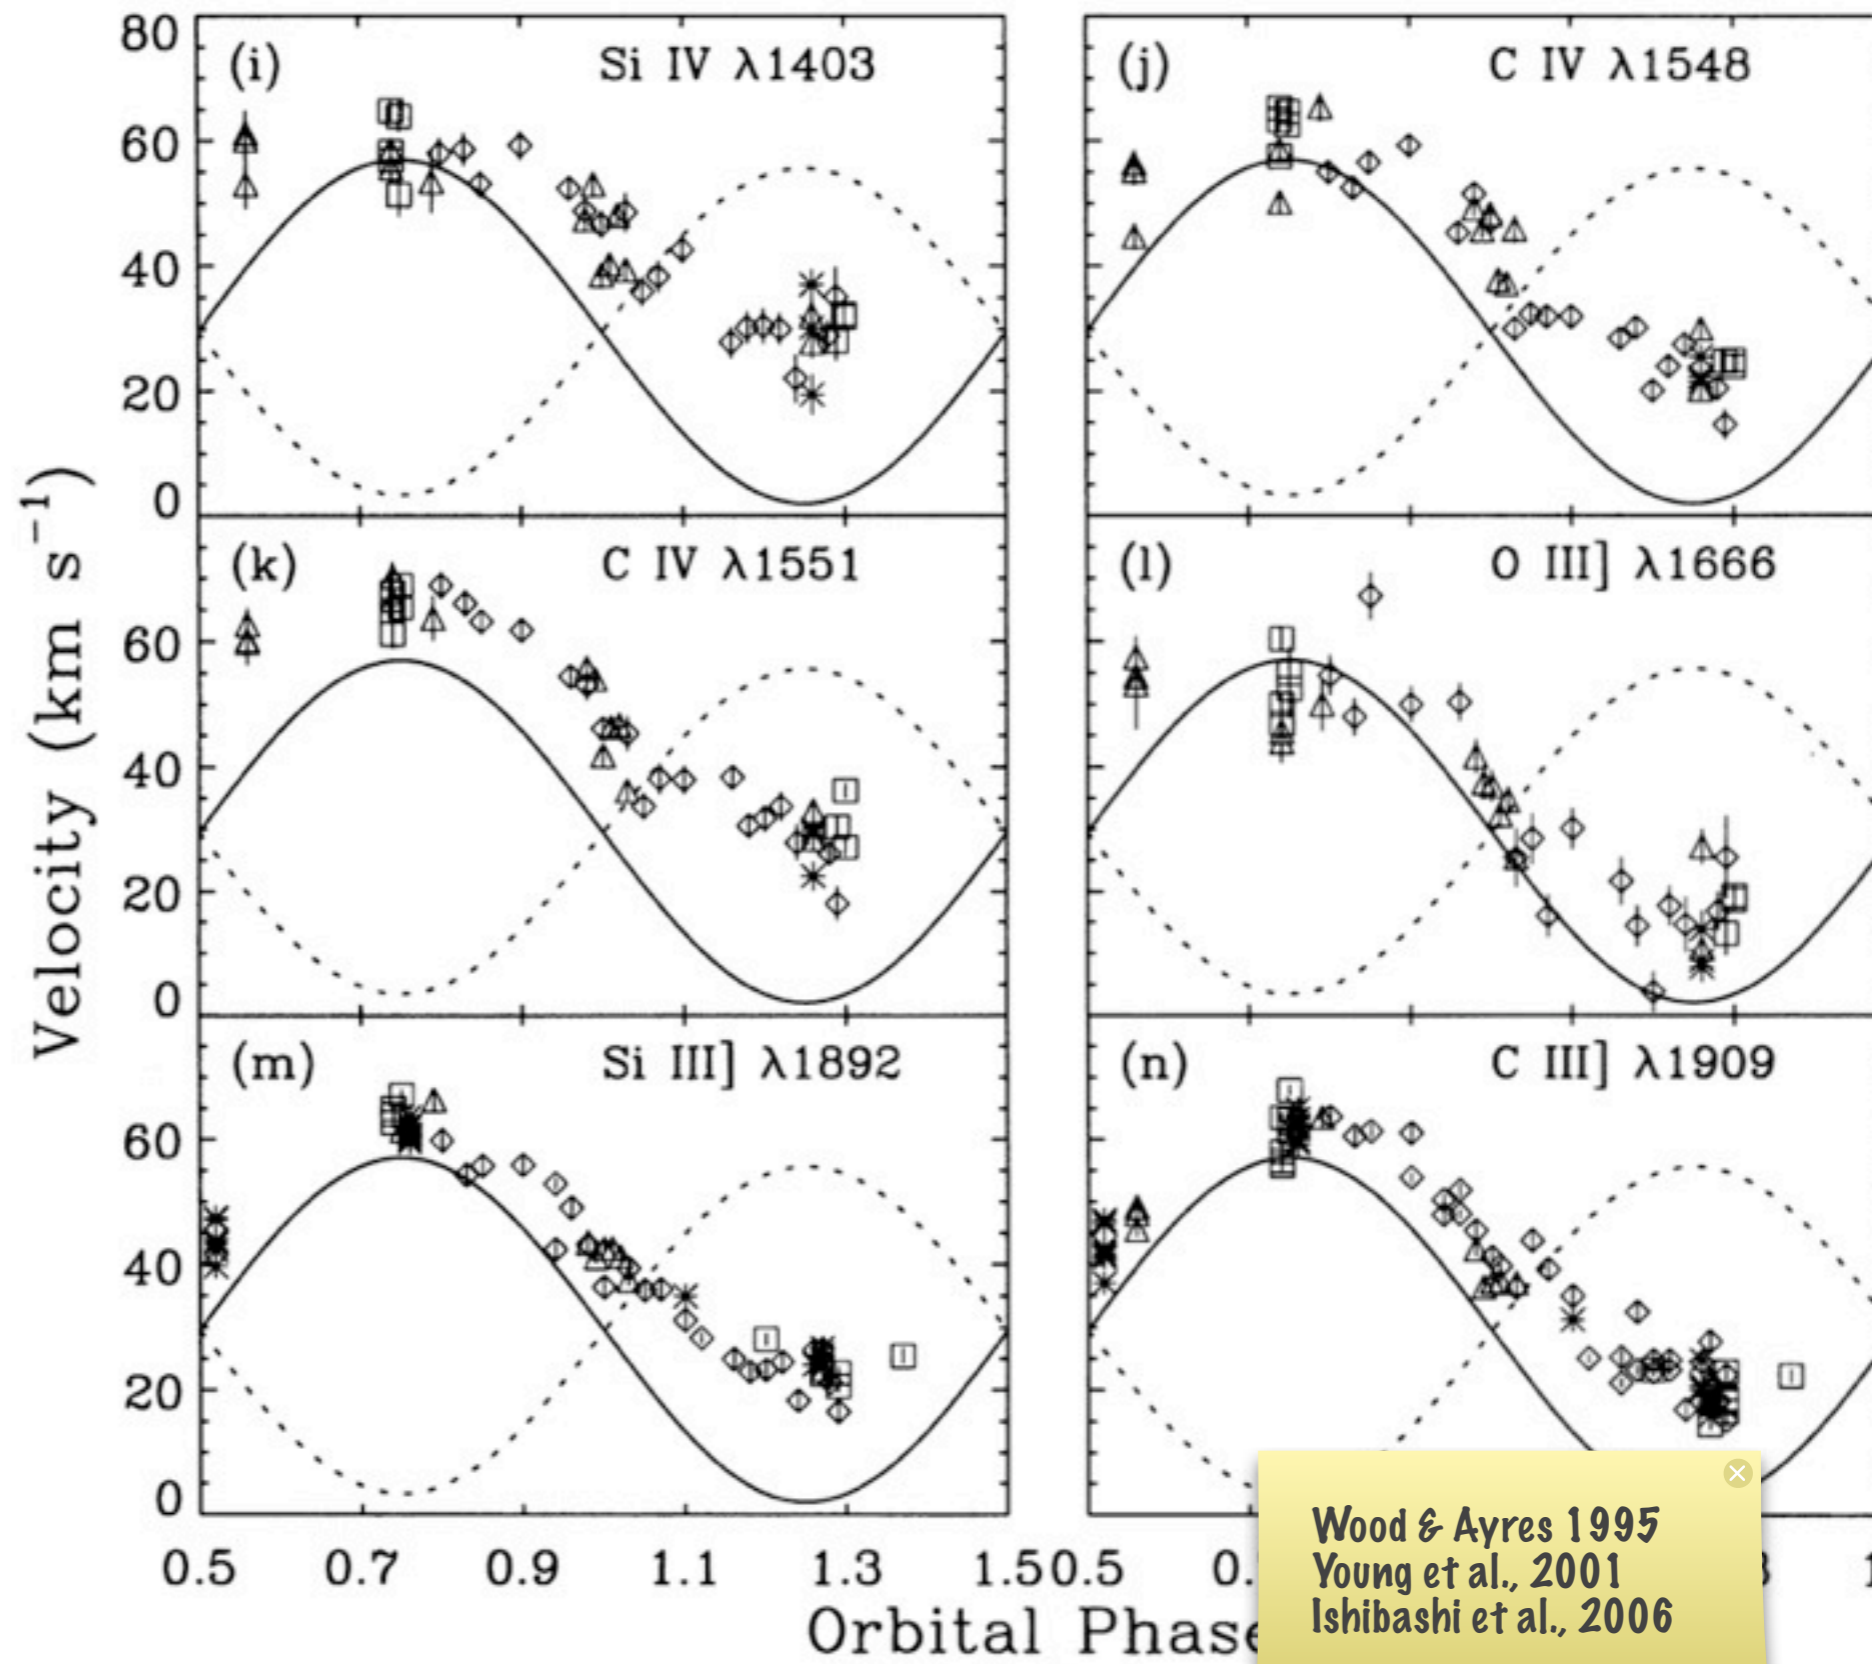 Velocity (km s⁻¹)
80
60
40
20
0
(i) Si IV λ1403
(j) C IV λ1548
60
40
20
0
(k) C IV λ1551
(l) O III] λ1666
60
40
20
0
(m) Si III] λ1892
(n) C III] λ1909
0.5 0.7 0.9 1.1 1.3 1.5 0.5
Orbital Phase
Wood & Ayres 1995
Young et al., 2001
Ishibashi et al., 2006